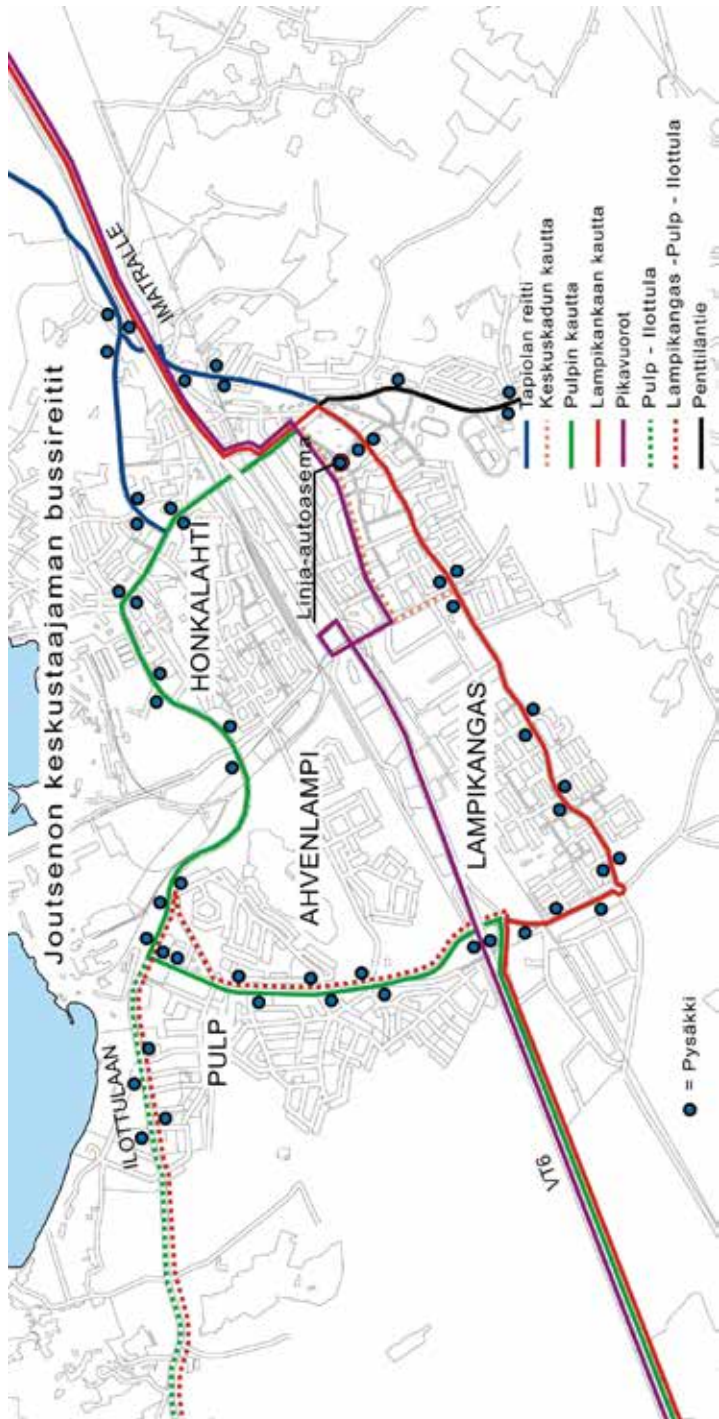 Joutsenon keskustaajaman bussireitit
IMATRALLE
HONKALAHTI
Linja-autoasema
AHVENLAMPI
LAMPIKANGAS
PULP
ILOTTULAAN
VT6
Tapiolan reitti
Keskuskadun kautta
Pulpin kautta
Lampikankaan kautta
Pikavuorot
Pulp - Ilottula
Lampikangas -Pulp - Ilottula
Penttiläntie
= Pysäkki